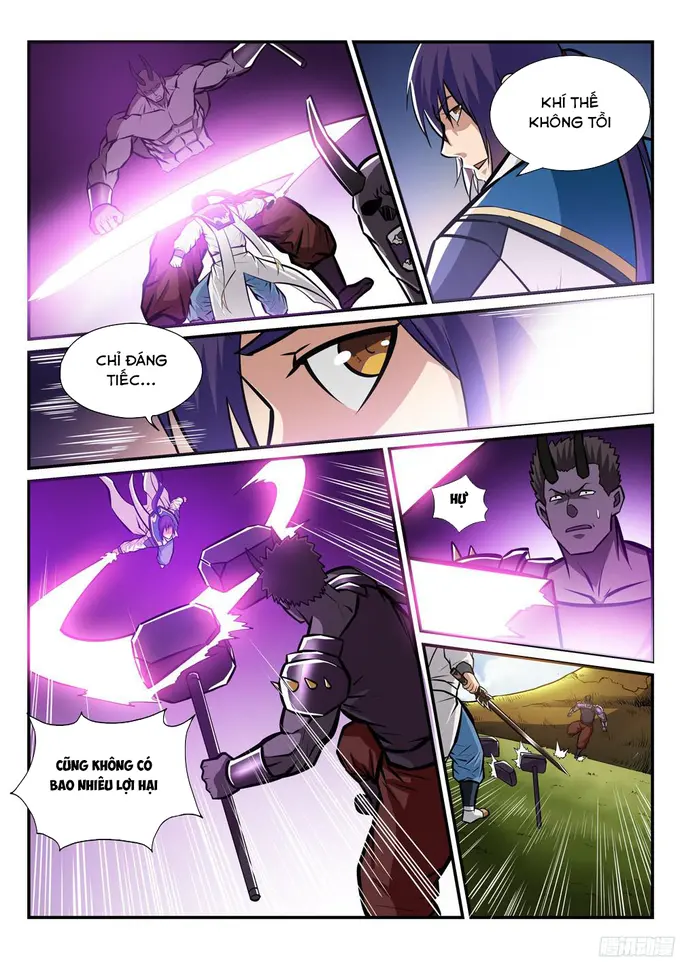 KHÍ THẾ
KHÔNG TỒI
CHỈ ĐÁNG
TIẾC...
HỰ
CŨNG KHÔNG CÓ
BAO NHIÊU LỢI HẠI
腾讯动漫